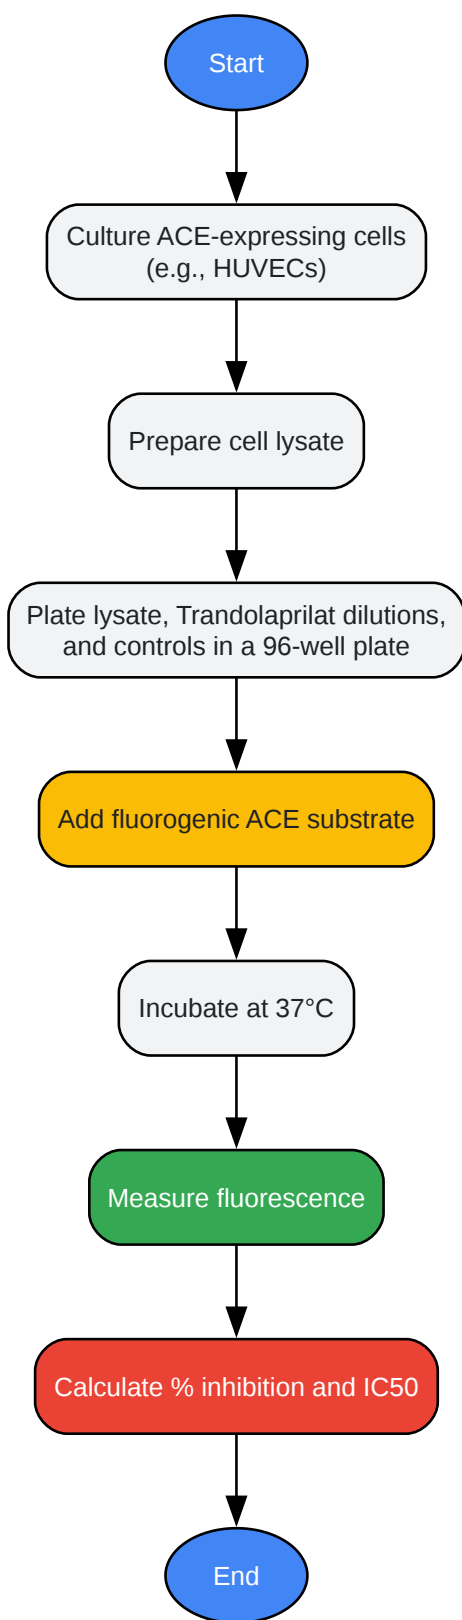 Start
Culture ACE-expressing cells
(e.g., HUVECs)
Prepare cell lysate
Plate lysate, Trandolaprilat dilutions,
and controls in a 96-well plate
Add fluorogenic ACE substrate
Incubate at 37°C
Measure fluorescence
Calculate % inhibition and IC50
End